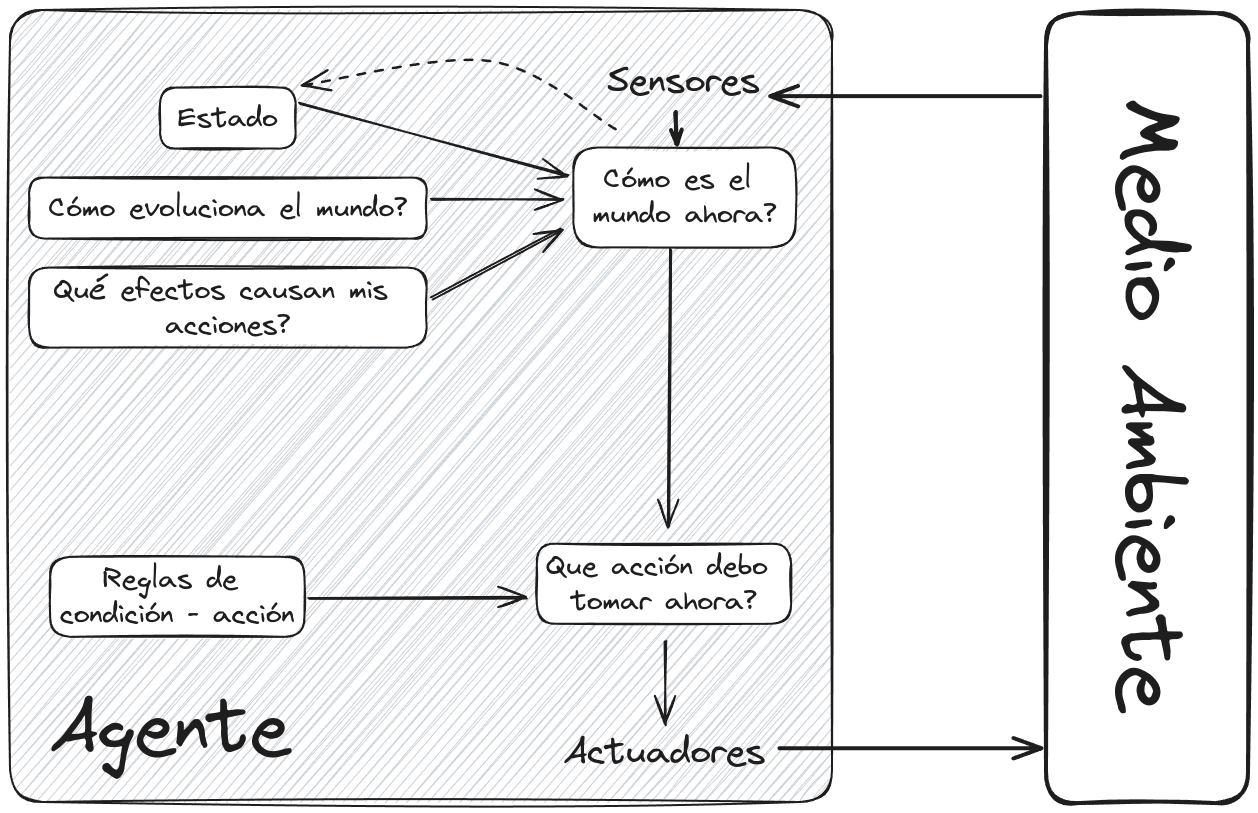 Sensores
Estado
Cómo es el
mundo ahora?
Cómo evoluciona el mundo?
Qué efectos causan mis
acciones?
Reglas de
condición - acción
Que acción debo
tomar ahora?
Agente
Actuadores
Medio Ambiente